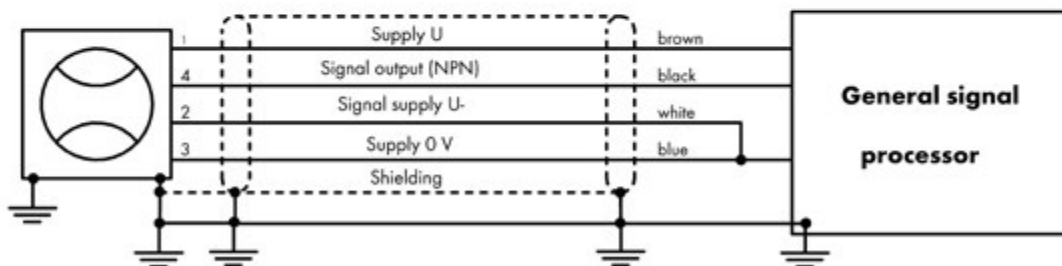 1 Supply U brown
4 Signal output (NPN) black
2 Signal supply U- white
3 Supply 0 V blue
Shielding
General signal
processor